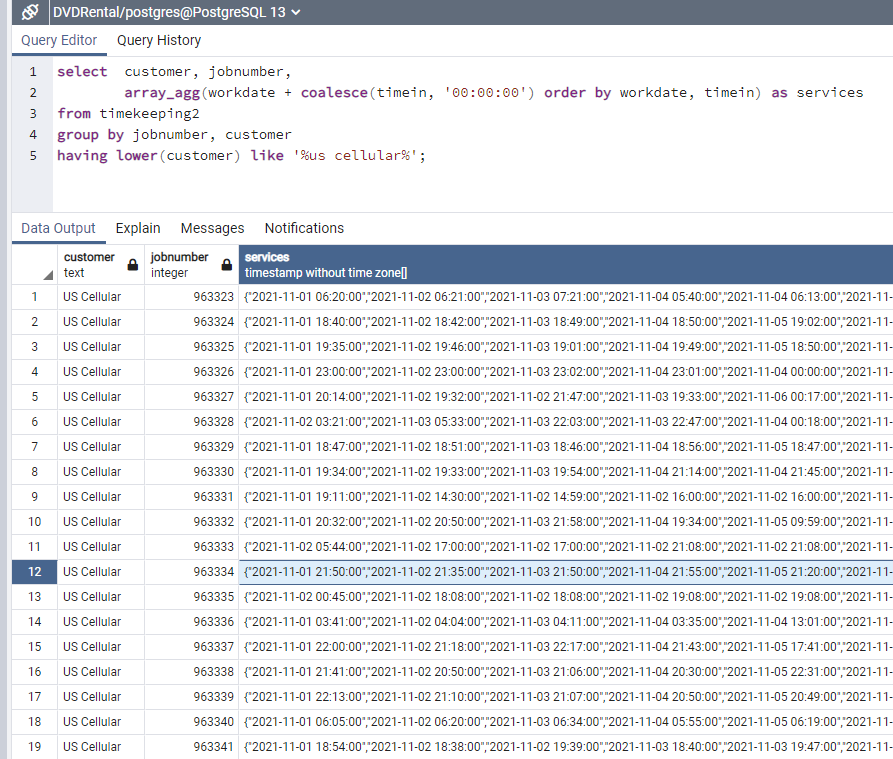 DVDRental/postgres@PostgreSQL 13
Query Editor Query History
1 select customer, jobnumber,
2 array_agg(workdate + coalesce(timein, '00:00:00') order by workdate, timein) as services
3 from timekeeping2
4 group by jobnumber, customer
5 having lower(customer) like '%us cellular%';
Data Output Explain Messages Notifications
customer jobnumber services
text integer timestamp without time zone[]
1 US Cellular 963323 {"2021-11-01 06:20:00","2021-11-02 06:21:00","2021-11-03 07:21:00","2021-11-04 05:40:00","2021-11-04 06:13:00","2021-11-
2 US Cellular 963324 {"2021-11-01 18:40:00","2021-11-02 18:42:00","2021-11-03 18:49:00","2021-11-04 18:50:00","2021-11-05 19:02:00","2021-11-
3 US Cellular 963325 {"2021-11-01 19:35:00","2021-11-02 19:46:00","2021-11-03 19:01:00","2021-11-04 19:49:00","2021-11-05 18:50:00","2021-11-
4 US Cellular 963326 {"2021-11-01 23:00:00","2021-11-02 23:00:00","2021-11-03 23:02:00","2021-11-04 23:01:00","2021-11-04 00:00:00","2021-11-
5 US Cellular 963327 {"2021-11-01 20:14:00","2021-11-02 19:32:00","2021-11-02 21:47:00","2021-11-03 19:33:00","2021-11-06 00:17:00","2021-11-
6 US Cellular 963328 {"2021-11-02 03:21:00","2021-11-03 05:33:00","2021-11-03 22:03:00","2021-11-03 22:47:00","2021-11-04 00:18:00","2021-11-
7 US Cellular 963329 {"2021-11-01 18:47:00","2021-11-02 18:51:00","2021-11-03 18:46:00","2021-11-04 18:56:00","2021-11-05 18:47:00","2021-11-
8 US Cellular 963330 {"2021-11-01 19:34:00","2021-11-02 19:33:00","2021-11-03 19:54:00","2021-11-04 21:14:00","2021-11-04 21:45:00","2021-11-
9 US Cellular 963331 {"2021-11-01 19:11:00","2021-11-02 14:30:00","2021-11-02 14:59:00","2021-11-02 16:00:00","2021-11-02 16:00:00","2021-11-
10 US Cellular 963332 {"2021-11-01 20:32:00","2021-11-02 20:50:00","2021-11-03 21:58:00","2021-11-04 19:34:00","2021-11-05 09:59:00","2021-11-
11 US Cellular 963333 {"2021-11-02 05:44:00","2021-11-02 17:00:00","2021-11-02 17:00:00","2021-11-02 21:08:00","2021-11-02 21:08:00","2021-11-
12 US Cellular 963334 {"2021-11-01 21:50:00","2021-11-02 21:35:00","2021-11-03 21:50:00","2021-11-04 21:55:00","2021-11-05 21:20:00","2021-11-
13 US Cellular 963335 {"2021-11-02 00:45:00","2021-11-02 18:08:00","2021-11-02 18:08:00","2021-11-02 19:08:00","2021-11-02 19:08:00","2021-11-
14 US Cellular 963336 {"2021-11-01 03:41:00","2021-11-02 04:04:00","2021-11-03 04:11:00","2021-11-04 03:35:00","2021-11-04 13:01:00","2021-11-
15 US Cellular 963337 {"2021-11-01 22:00:00","2021-11-02 21:18:00","2021-11-03 22:17:00","2021-11-04 21:43:00","2021-11-05 17:41:00","2021-11-
16 US Cellular 963338 {"2021-11-01 21:41:00","2021-11-02 20:50:00","2021-11-03 21:06:00","2021-11-04 20:30:00","2021-11-05 22:31:00","2021-11-
17 US Cellular 963339 {"2021-11-01 22:13:00","2021-11-02 21:10:00","2021-11-03 21:07:00","2021-11-04 20:50:00","2021-11-05 20:49:00","2021-11-
18 US Cellular 963340 {"2021-11-01 06:05:00","2021-11-02 06:20:00","2021-11-03 06:34:00","2021-11-04 05:55:00","2021-11-05 06:19:00","2021-11-
19 US Cellular 963341 {"2021-11-01 18:54:00","2021-11-02 18:38:00","2021-11-02 19:39:00","2021-11-03 18:40:00","2021-11-03 19:47:00","2021-11-